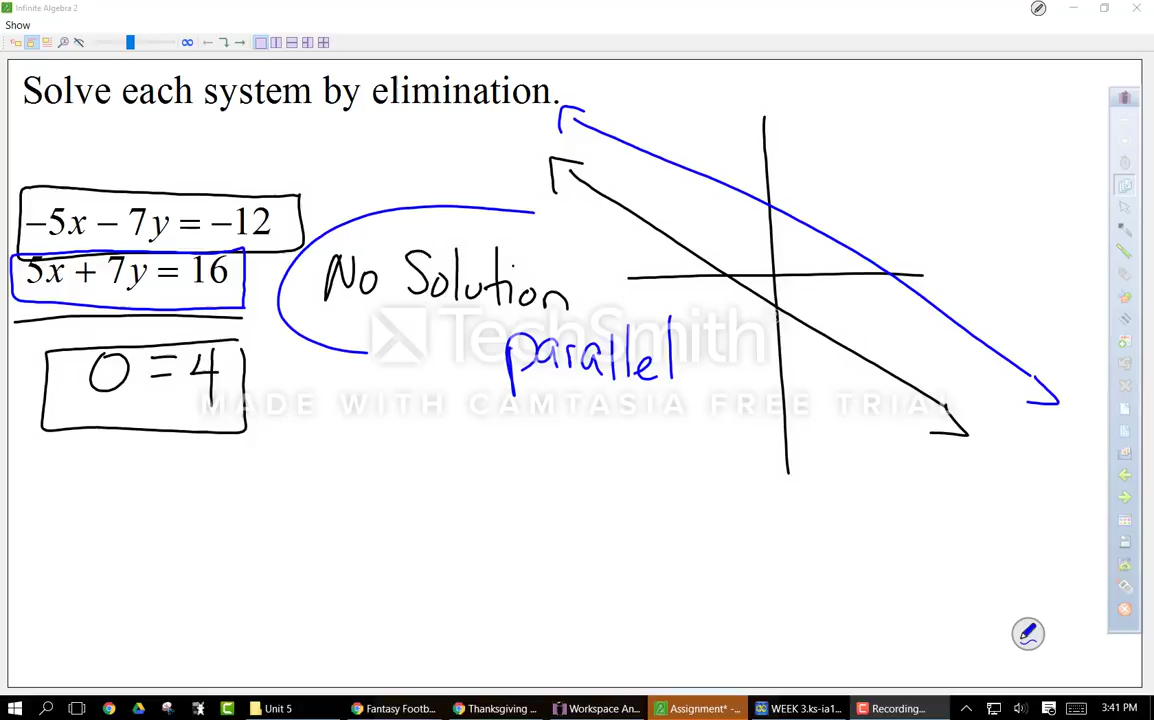 Infinite Algebra 2
Show
Solve each system by elimination.
−5x − 7y = −12
5x + 7y = 16
0 = 4
No Solution
parallel
TechSmith
MADE WITH CAMTASIA FREE TRIAL
Unit 5
Fantasy Footb...
Thanksgiving ...
Workspace An...
Assignment* -...
WEEK 3.ks-ia1...
Recording...
3:41 PM